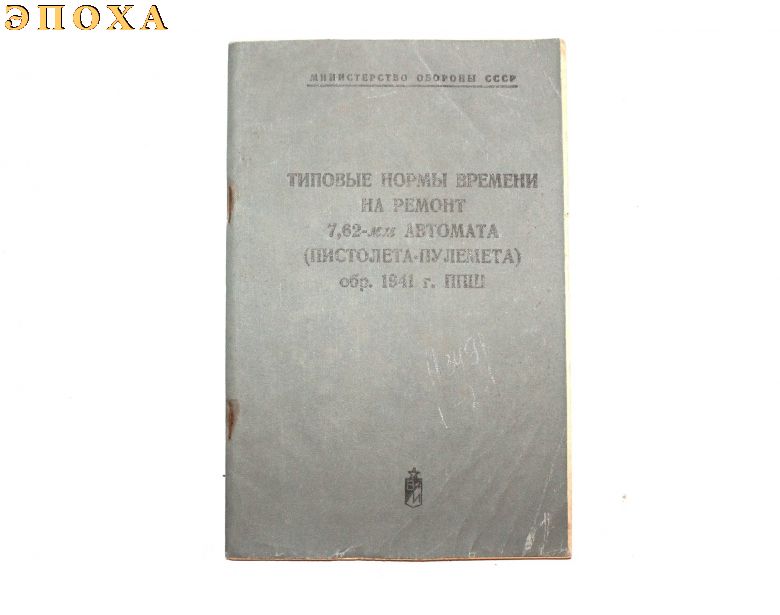 ЭПОХА
МИНИСТЕРСТВО ОБОРОНЫ СССР
ТИПОВЫЕ НОРМЫ ВРЕМЕНИ
НА РЕМОНТ
7,62-мм АВТОМАТА
(ПИСТОЛЕТА-ПУЛЕМЕТА)
обр. 1941 г. ППШ